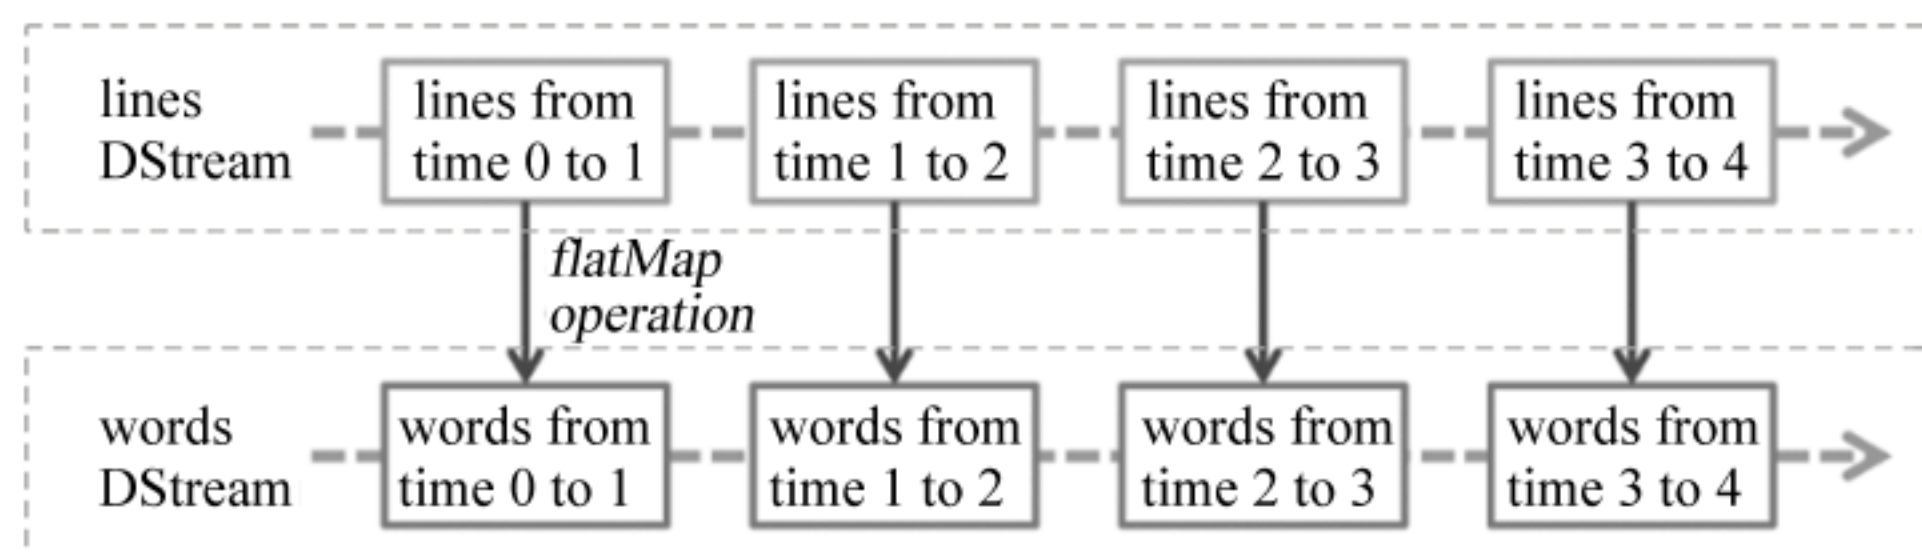 lines
DStream
lines from
time 0 to 1
lines from
time 1 to 2
lines from
time 2 to 3
lines from
time 3 to 4
flatMap
operation
words
DStream
words from
time 0 to 1
words from
time 1 to 2
words from
time 2 to 3
words from
time 3 to 4